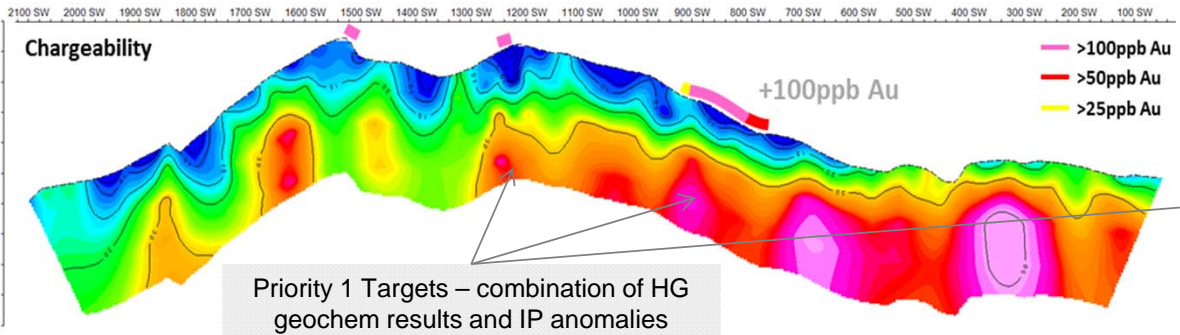 2100 SW 2000 SW 1900 SW 1800 SW 1700 SW 1600 SW 1500 SW 1400 SW 1300 SW 1200 SW 1100 SW 1000 SW 900 SW 800 SW 700 SW 600 SW 500 SW 400 SW 300 SW 200 SW 100 SW
Chargeability
>100ppb Au
>50ppb Au
>25ppb Au
+100ppb Au
Priority 1 Targets – combination of HG
geochem results and IP anomalies